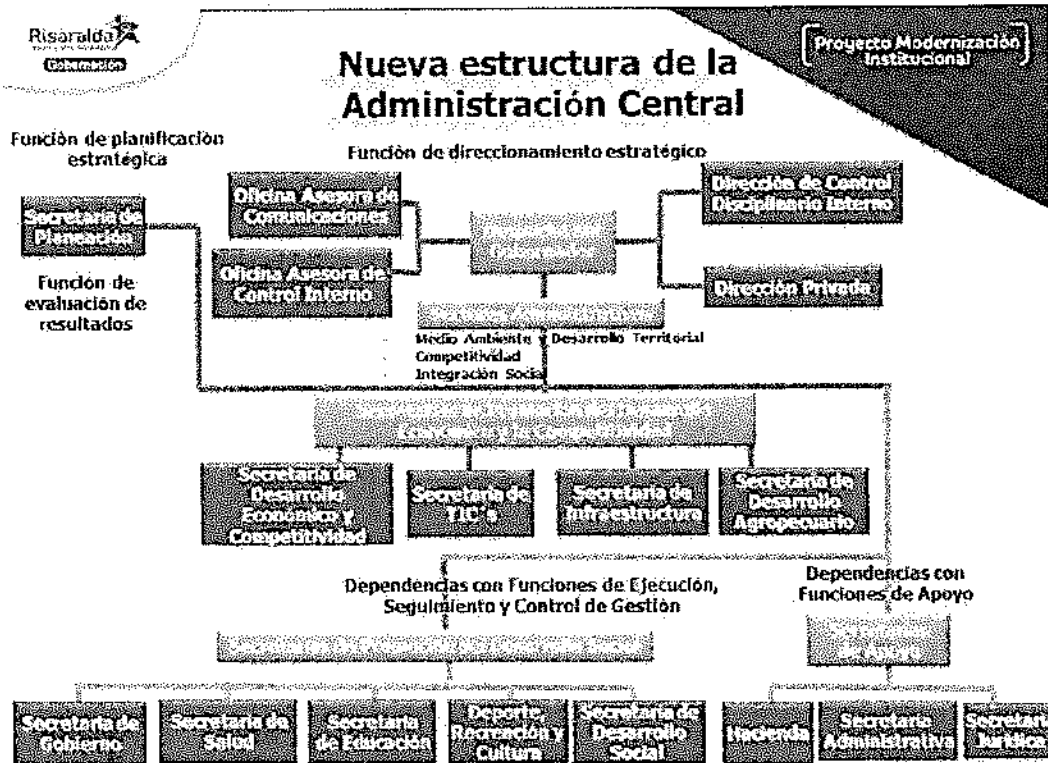 Risaralda
Gobernación
Proyecto Modernización
Institucional
Nueva estructura de la
Administración Central
Función de planificación
estratégica
Función de direccionamiento estratégico
Secretaría de
Planeación
Oficina Asesora de
Comunicaciones
Dirección de Control
Disciplinario Interno
Función de
evaluación de
resultados
Oficina Asesora de
Control Interno
Dirección Privada
Medio Ambiente y Desarrollo Territorial
Competitividad
Integración Social
Económico y la Competitividad
Secretaría de
Desarrollo
Económico y
Competitividad
Secretaría de
TIC's
Secretaría de
Infraestructura
Secretaría de
Desarrollo
Agropecuario
Dependencias con Funciones de Ejecución,
Seguimiento y Control de Gestión
Dependencias con
Funciones de Apoyo
de Apoyo
Secretaría de
Gobierno
Secretaría de
Salud
Secretaría
de Educación
Deporte,
Recreación y
Cultura
Secretaría de
Desarrollo
Social
Hacienda
Secretaría
Administrativa
Secretaría
Jurídica